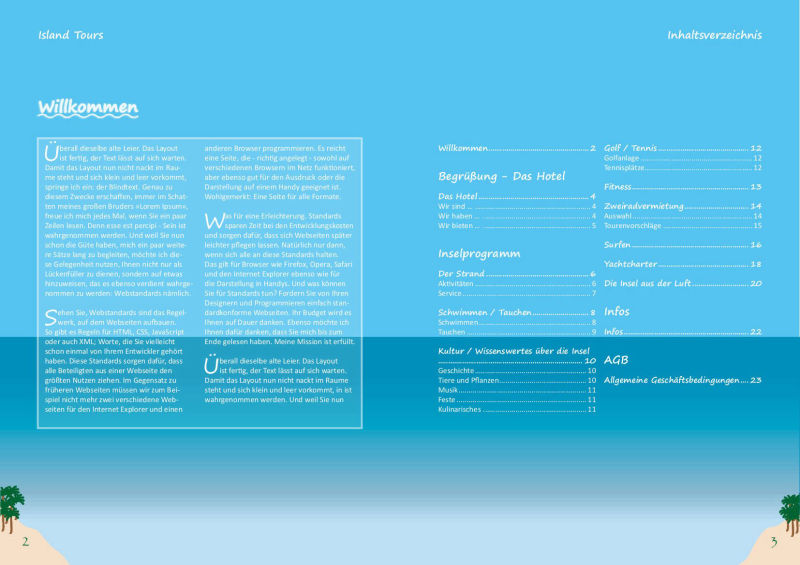 Island Tours
Inhaltsverzeichnis
Willkommen
Überall dieselbe alte Leier. Das Layout
ist fertig, der Text lässt auf sich warten.
Damit das Layout nun nicht nackt im Rau-
me steht und sich klein und leer vorkommt,
springe ich ein: der Blindtext. Genau zu
diesem Zwecke erschaffen, immer im Schat-
ten meines großen Bruders »Lorem Ipsum«,
freue ich mich jedes Mal, wenn Sie ein paar
Zeilen lesen. Denn esse est percipi - Sein ist
wahrgenommen werden. Und weil Sie nun
schon die Güte haben, mich ein paar weite-
re Sätze lang zu begleiten, möchte ich die-
se Gelegenheit nutzen, Ihnen nicht nur als
Lückenfüller zu dienen, sondern auf etwas
hinzuweisen, das es ebenso verdient wahrge-
nommen zu werden: Webstandards nämlich.
Sehen Sie, Webstandards sind das Regel-
werk, auf dem Webseiten aufbauen.
So gibt es Regeln für HTML, CSS, JavaScript
oder auch XML; Worte, die Sie vielleicht
schon einmal von Ihrem Entwickler gehört
haben. Diese Standards sorgen dafür, dass
alle Beteiligten aus einer Webseite den
größten Nutzen ziehen. Im Gegensatz zu
früheren Webseiten müssen wir zum Bei-
spiel nicht mehr zwei verschiedene Web-
seiten für den Internet Explorer und einen
anderen Browser programmieren. Es reicht
eine Seite, die - richtig angelegt - sowohl auf
verschiedenen Browsern im Netz funktioniert,
aber ebenso gut für den Ausdruck oder die
Darstellung auf einem Handy geeignet ist.
Wohlgemerkt: Eine Seite für alle Formate.
Was für eine Erleichterung. Standards
sparen Zeit bei den Entwicklungskosten
und sorgen dafür, dass sich Webseiten später
leichter pflegen lassen. Natürlich nur dann,
wenn sich alle an diese Standards halten.
Das gilt für Browser wie Firefox, Opera, Safari
und den Internet Explorer ebenso wie für
die Darstellung in Handys. Und was können
Sie für Standards tun? Fordern Sie von Ihren
Designern und Programmieren einfach stan-
dardkonforme Webseiten. Ihr Budget wird es
Ihnen auf Dauer danken. Ebenso möchte ich
Ihnen dafür danken, dass Sie mich bis zum
Ende gelesen haben. Meine Mission ist erfüllt.
Überall dieselbe alte Leier. Das Layout
ist fertig, der Text lässt auf sich warten.
Damit das Layout nun nicht nackt im Raume
steht und sich klein und leer vorkommt, in ist
wahrgenommen werden. Und weil Sie nun
Willkommen 2
Begrüßung - Das Hotel
Das Hotel 4
Wir sind ... 4
Wir haben ... 4
Wir bieten ... 5
Inselprogramm
Der Strand 6
Aktivitäten 6
Service 7
Schwimmen / Tauchen 8
Schwimmen 8
Tauchen 9
Kultur / Wissenswertes über die Insel
10
Geschichte 10
Tiere und Pflanzen 10
Musik 11
Feste 11
Kulinarisches 11
Golf / Tennis 12
Golfanlage 12
Tennisplätze 12
Fitness 13
Zweiradvermietung 14
Auswahl 14
Tourenvorschläge 15
Surfen 16
Yachtcharter 18
Die Insel aus der Luft 20
Infos
Infos 22
AGB
Allgemeine Geschäftsbedingungen 23
2
3